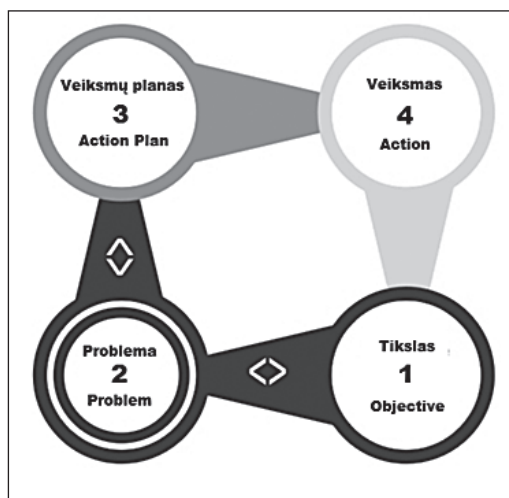 Veiksmų planas
3
Action Plan
Veiksmas
4
Action
Problema
2
Problem
Tikslas
1
Objective